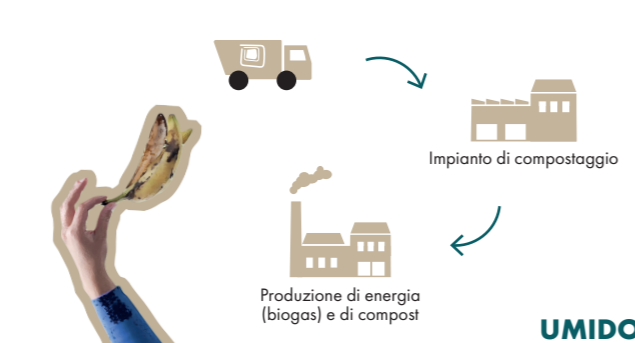 Impianto di compostaggio
Produzione di energia
(biogas) e di compost
UMIDO